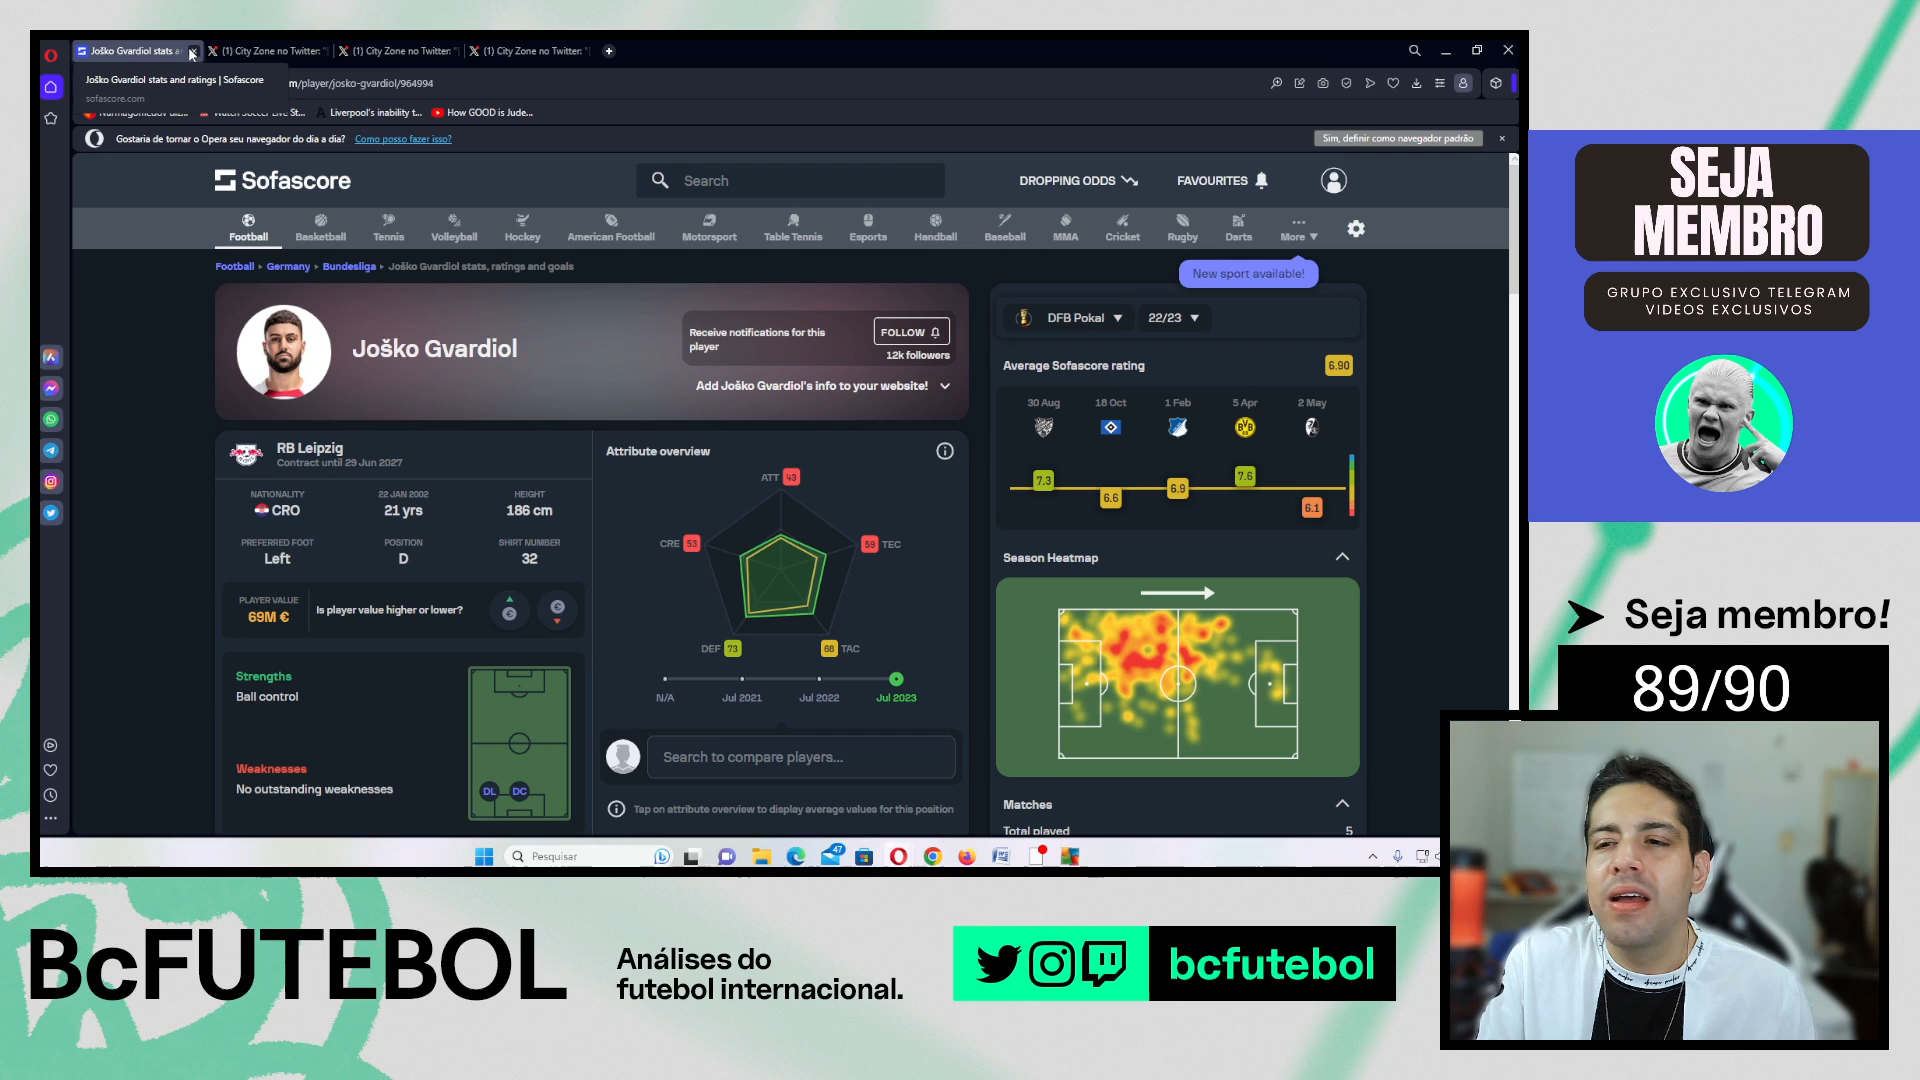 Joško Gvardiol stats a
(1) City Zone no Twitter: "
(1) City Zone no Twitter: "
(1) City Zone no Twitter: "
Joško Gvardiol stats and ratings | Sofascore
sofascore.com
m/player/josko-gvardiol/964994
Liverpool's inability t...
How GOOD is Jude...
Gostaria de tornar o Opera seu navegador do dia a dia?
Como posso fazer isso?
Sim, definir como navegador padrão
Sofascore
Search
DROPPING ODDS
FAVOURITES
Football
Basketball
Tennis
Volleyball
Hockey
American Football
Motorsport
Table Tennis
Esports
Handball
Baseball
MMA
Cricket
Rugby
Darts
More
Football
Germany
Bundesliga
Joško Gvardiol stats, ratings and goals
New sport available!
Joško Gvardiol
Receive notifications for this
player
FOLLOW
12k followers
Add Joško Gvardiol's info to your website!
RB Leipzig
Contract until 29 Jun 2027
NATIONALITY
CRO
22 JAN 2002
21 yrs
HEIGHT
186 cm
PREFERRED FOOT
Left
POSITION
D
SHIRT NUMBER
32
PLAYER VALUE
69M €
Is player value higher or lower?
Strengths
Ball control
Weaknesses
No outstanding weaknesses
DL
DC
Attribute overview
ATT 43
CRE 53
59 TEC
DEF 73
68 TAC
N/A
Jul 2021
Jul 2022
Jul 2023
Search to compare players...
Tap on attribute overview to display average values for this position
DFB Pokal
22/23
Average Sofascore rating
6.90
30 Aug
18 Oct
1 Feb
5 Apr
2 May
7.3
6.6
6.9
7.6
6.1
Season Heatmap
Matches
Total played
5
Pesquisar
47
SEJA
MEMBRO
GRUPO EXCLUSIVO TELEGRAM
VIDEOS EXCLUSIVOS
Seja membro!
89/90
BcFUTEBOL
Análises do
futebol internacional.
bcfutebol